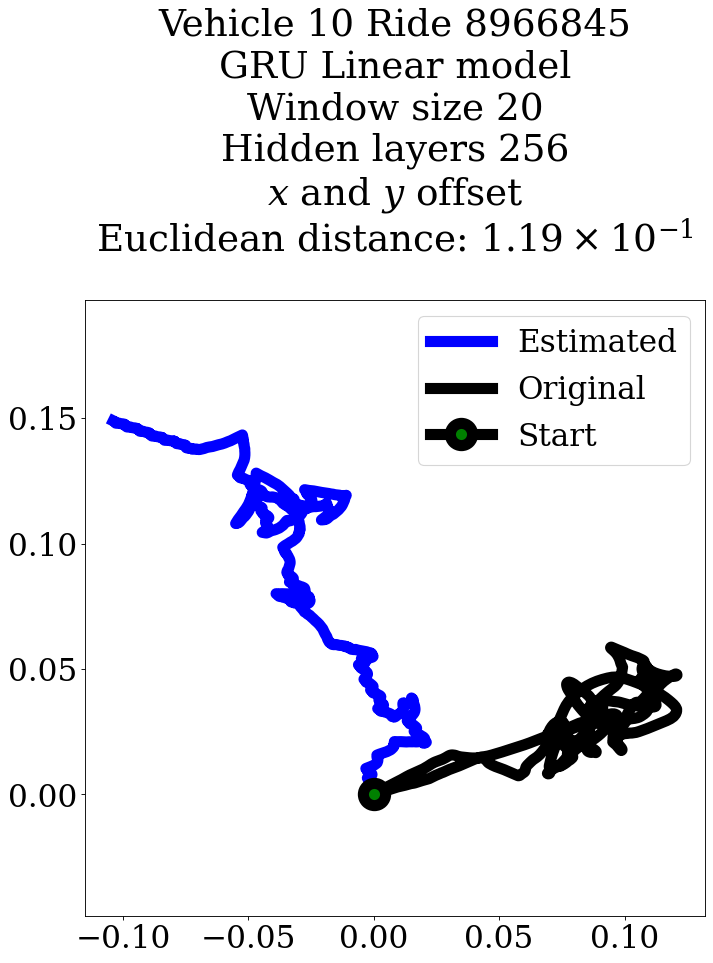 Vehicle 10 Ride 8966845
GRU Linear model
Window size 20
Hidden layers 256
x and y offset
Euclidean distance: 1.19 × 10⁻¹
Estimated
Original
Start
0.15
0.10
0.05
0.00
−0.10 −0.05 0.00 0.05 0.10